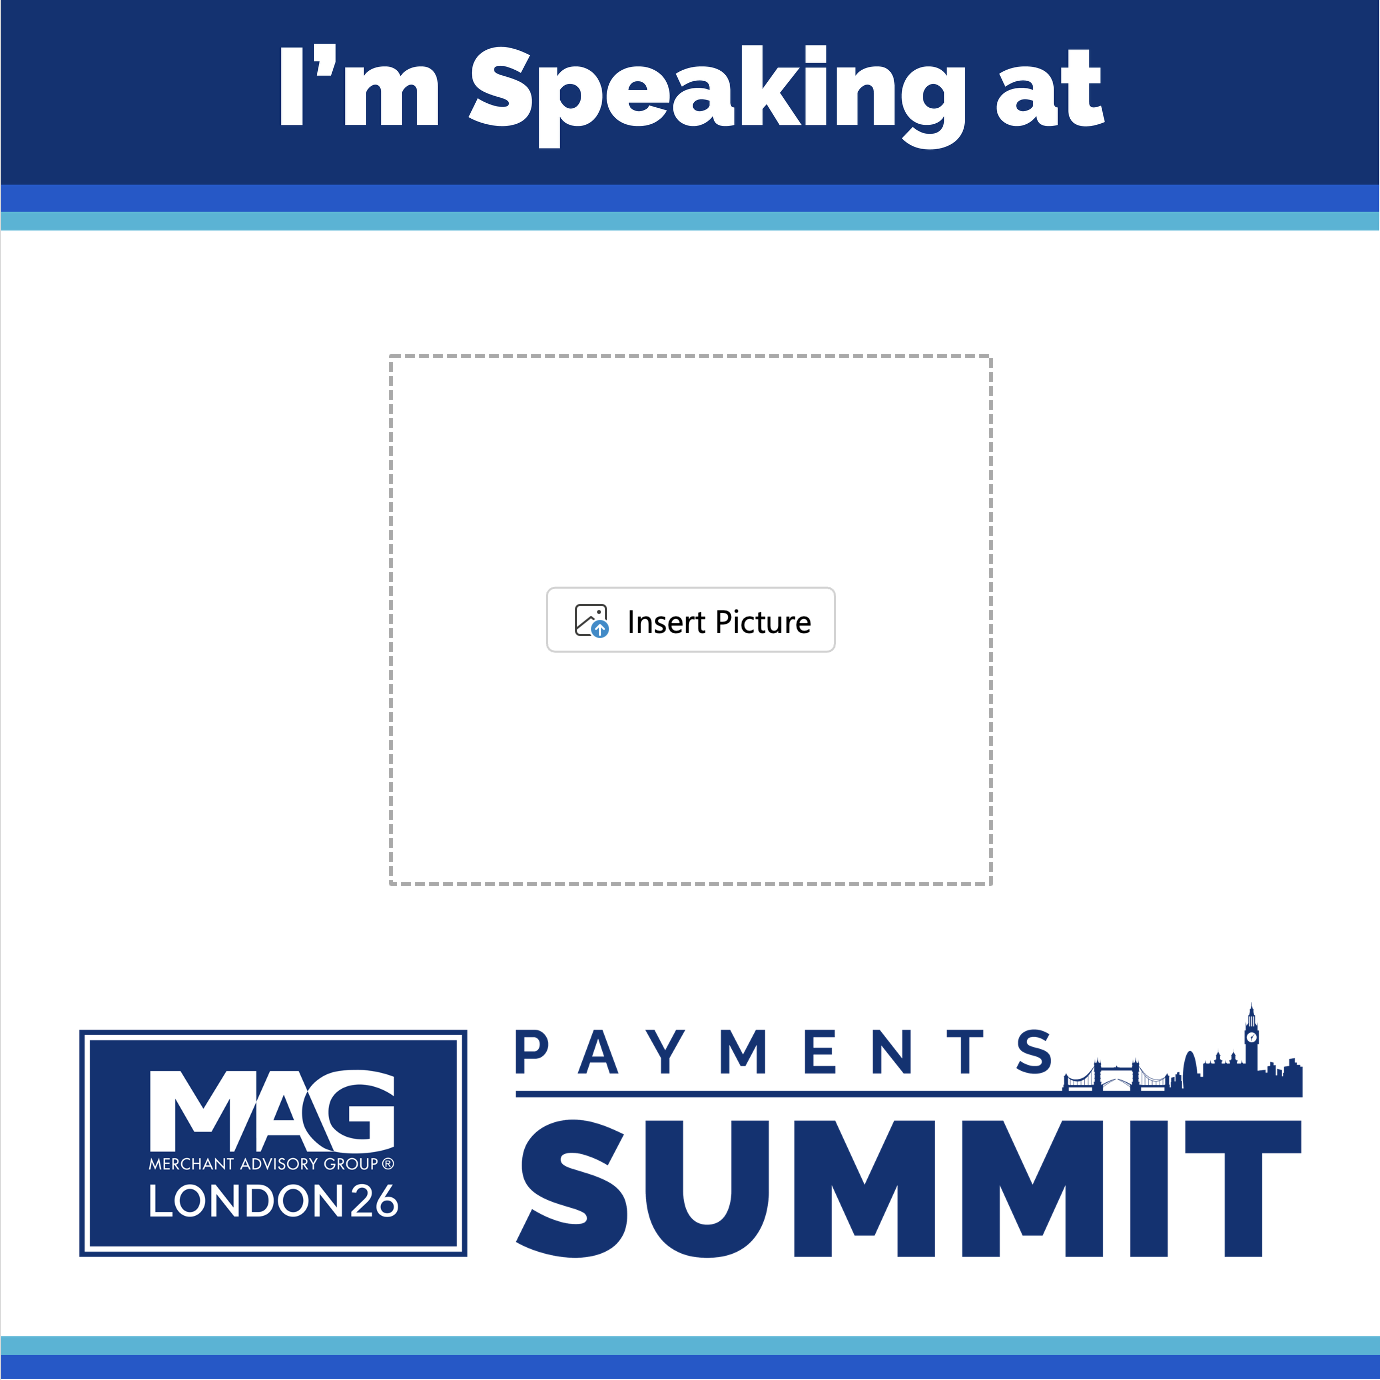 I’m Speaking at
Insert Picture
PAYMENTS
SUMMIT
MAG
MERCHANT ADVISORY GROUP®
LONDON26